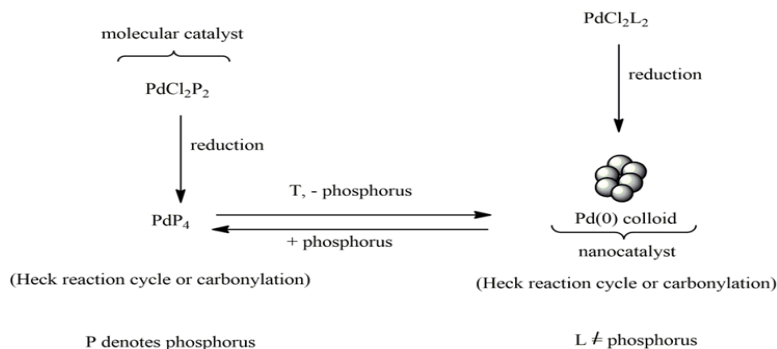 molecular catalyst
PdCl₂P₂
reduction
PdP₄
(Heck reaction cycle or carbonylation)
P denotes phosphorus
T, - phosphorus
+ phosphorus
PdCl₂L₂
reduction
Pd(0) colloid
nanocatalyst
(Heck reaction cycle or carbonylation)
L ≠ phosphorus